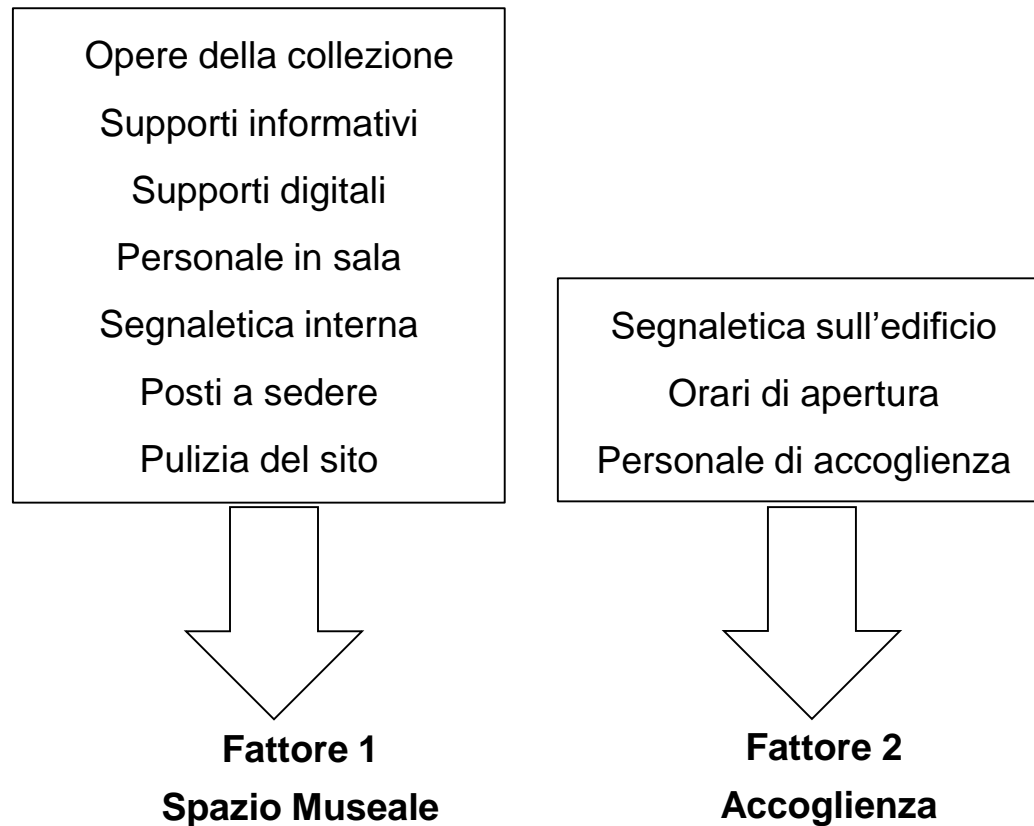 Opere della collezione
Supporti informativi
Supporti digitali
Personale in sala
Segnaletica interna
Posti a sedere
Pulizia del sito
Segnaletica sull’edificio
Orari di apertura
Personale di accoglienza
Fattore 1
Spazio Museale
Fattore 2
Accoglienza